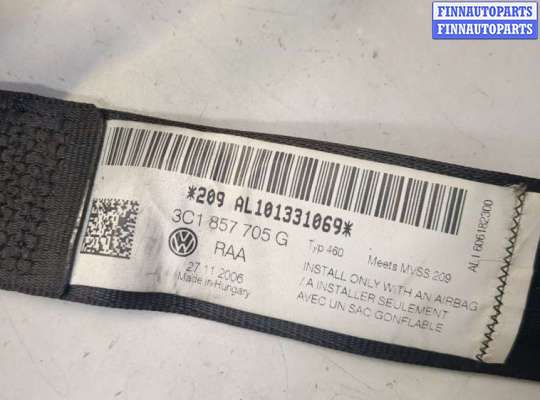 FINNAUTOPARTS
FINNAUTOPARTS
*209 AL101331069*
3C1 857 705 G
RAA
27.11.2006
Made in Hungary
Typ 460
Meets MVSS 209
INSTALL ONLY WITH AN AIRBAG
/ A INSTALLER SEULEMENT
AVEC UN SAC GONFLABLE